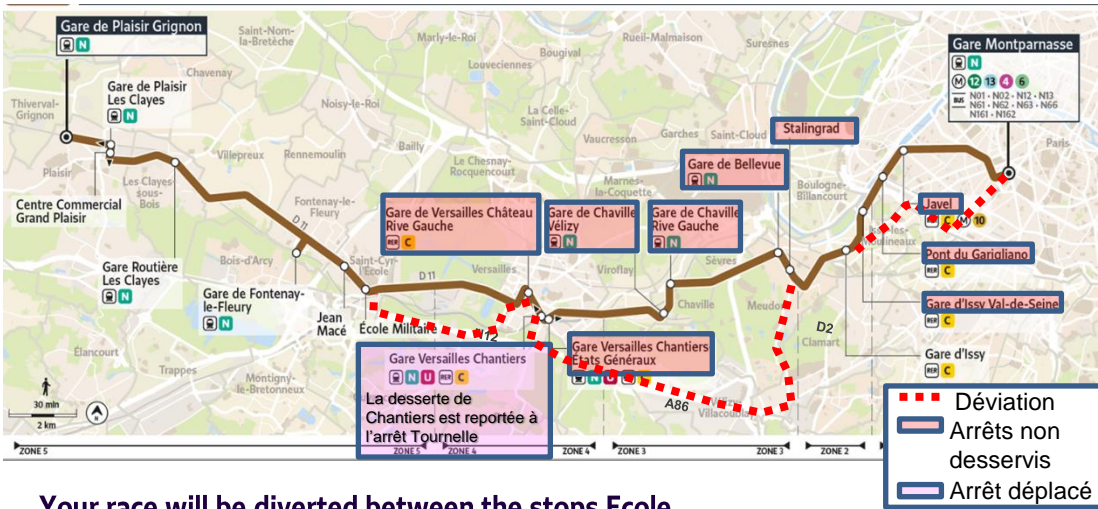 Gare de Plaisir Grignon
N
Saint-Nom-
la-Bretèche
Marly-le-Roi
Bougival
Rueil-Malmaison
Suresnes
Gare Montparnasse
N
M 12 13 4 6
BUS N01 • N02 • N12 • N13
N61 • N62 • N63 • N66
N161 • N162
Louveciennes
Chavenay
Gare de Plaisir
Les Clayes
N
Thiverval-
Grignon
Noisy-le-Roi
La Celle-
Saint-Cloud
Vaucresson
Garches
Saint-Cloud
Stalingrad
Paris
Plaisir
Villepreux
Rennemoulin
Bailly
Le Chesnay-
Rocquencourt
Marnes-
la-Coquette
Gare de Bellevue
N
Boulogne-
Billancourt
Centre Commercial
Grand Plaisir
Les Clayes-
sous-
Bois
Fontenay-le-
Fleury
D 11
Gare de Versailles Château
Rive Gauche
RER C
Gare de Chaville
Vélizy
N
Gare de Chaville
Rive Gauche
N
Javel
RER C M 10
Issy-les-
Moulineaux
Pont du Garigliano
RER C
Gare Routière
Les Clayes
N
Bois-d'Arcy
Saint-Cyr-
l'École
D 11
Versailles
Viroflay
Sèvres
Chaville
Meudon
Gare d'Issy Val-de-Seine
RER C
Gare de Fontenay-
le-Fleury
N
Jean
Macé
École Militaire
N12
D2
Clamart
Gare d'Issy
RER C
Élancourt
Trappes
Montigny-
le-Bretonneux
Gare Versailles Chantiers
N U RER C
La desserte de
Chantiers est reportée à
l'arrêt Tournelle
Gare Versailles Chantiers
États Généraux
N U
A86
Vélizy-
Villacoublay
30 min
2 km
ZONE 5
ZONE 5
ZONE 4
ZONE 4
ZONE 3
ZONE 3
ZONE 2
Déviation
Arrêts non
desservis
Arrêt déplacé
Your race will be diverted between the stops Ecole